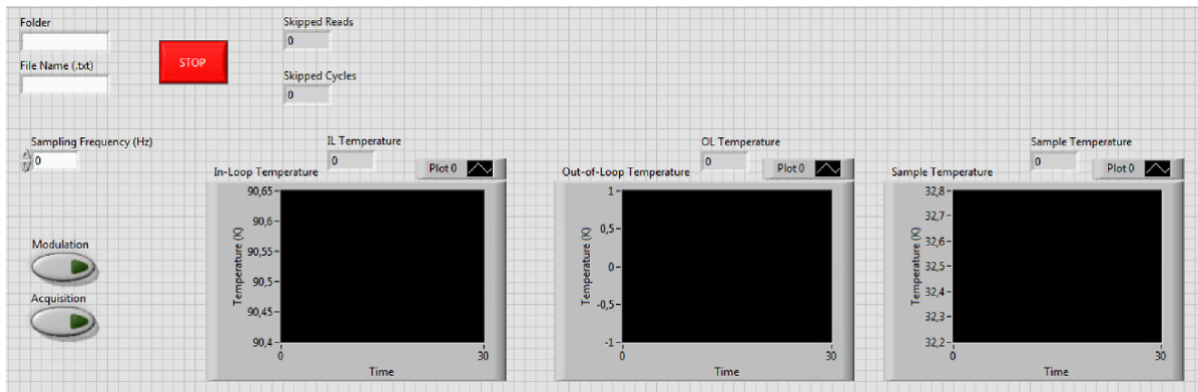 Folder
File Name (.txt)
STOP
Skipped Reads
0
Skipped Cycles
0
Sampling Frequency (Hz)
0
Modulation
Acquisition
IL Temperature
0
In-Loop Temperature
Plot 0
Temperature (K)
90,65
90,6
90,55
90,5
90,45
90,4
0
30
Time
OL Temperature
0
Out-of-Loop Temperature
Plot 0
Temperature (K)
1
0,5
0
-0,5
-1
0
30
Time
Sample Temperature
0
Sample Temperature
Plot 0
Temperature (K)
32,8
32,7
32,6
32,5
32,4
32,3
32,2
0
30
Time